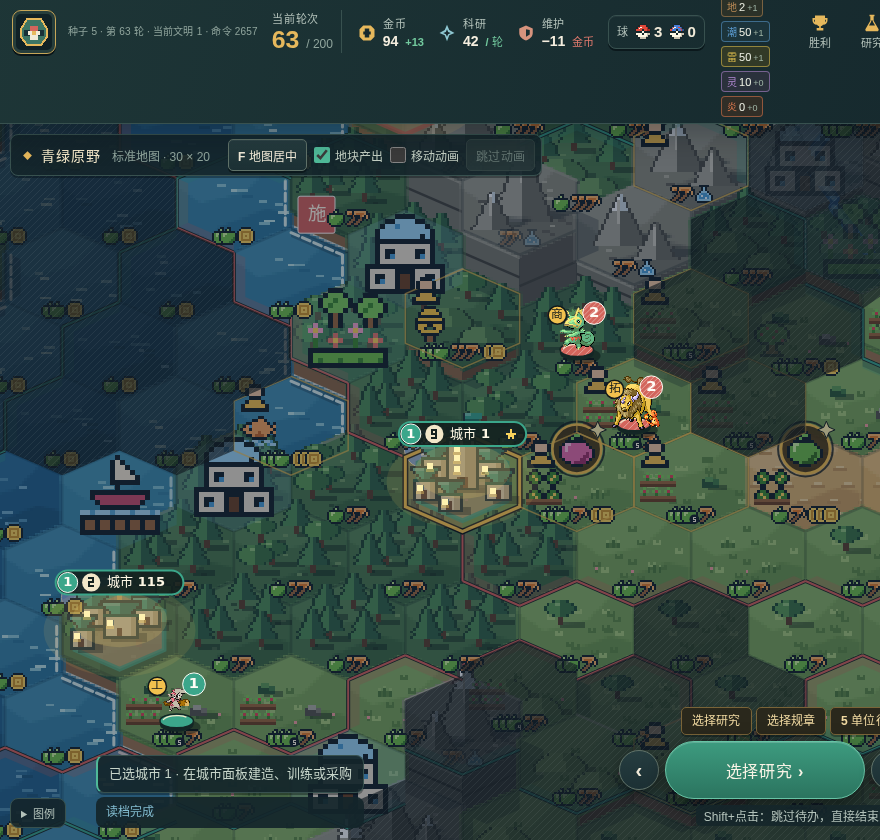 种子 5 · 第 63 轮 · 当前文明 1 · 命令 2657
当前轮次
63 / 200
金币
94 +13
科研
42 / 轮
维护
−11 金币
球 3 0
地 2 +1
潮 50 +1
雷 50 +1
灵 10 +0
炎 0 +0
胜利
研究
青绿原野 标准地图 · 30 × 20
F 地图居中
地块产出
移动动画
跳过动画
施
商 2
拓 2
1 9 城市 1
1 2 城市 115
工 1
选择研究
选择规章
5 单位
已选城市 1 · 在城市面板建造、训练或采购
‹
选择研究 ›
图例
读档完成
Shift+点击：跳过待办，直接结束